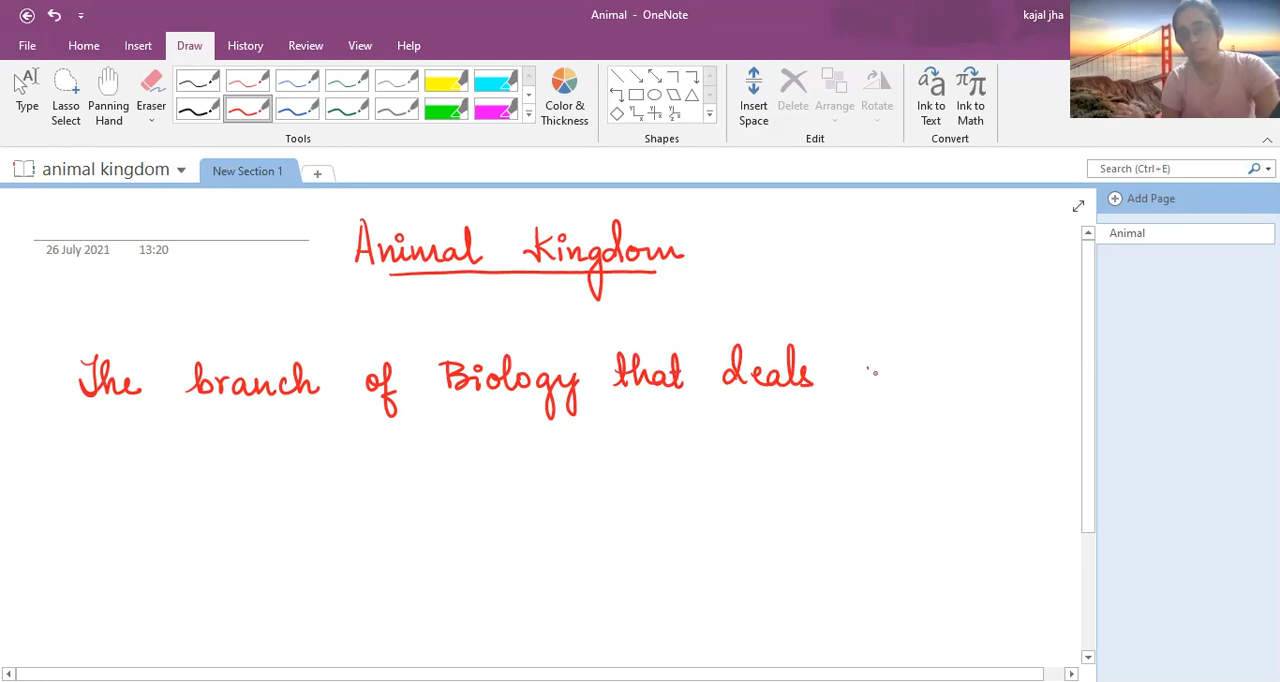 Animal - OneNote
kajal jha
File Home Insert Draw History Review View Help
Type Lasso Select Panning Hand Eraser Color & Thickness Insert Space Delete Arrange Rotate Ink to Text Ink to Math
Tools Shapes Edit Convert
animal kingdom New Section 1 Search (Ctrl+E)
Add Page
Animal
26 July 2021 13:20
Animal Kingdom
The branch of Biology that deals